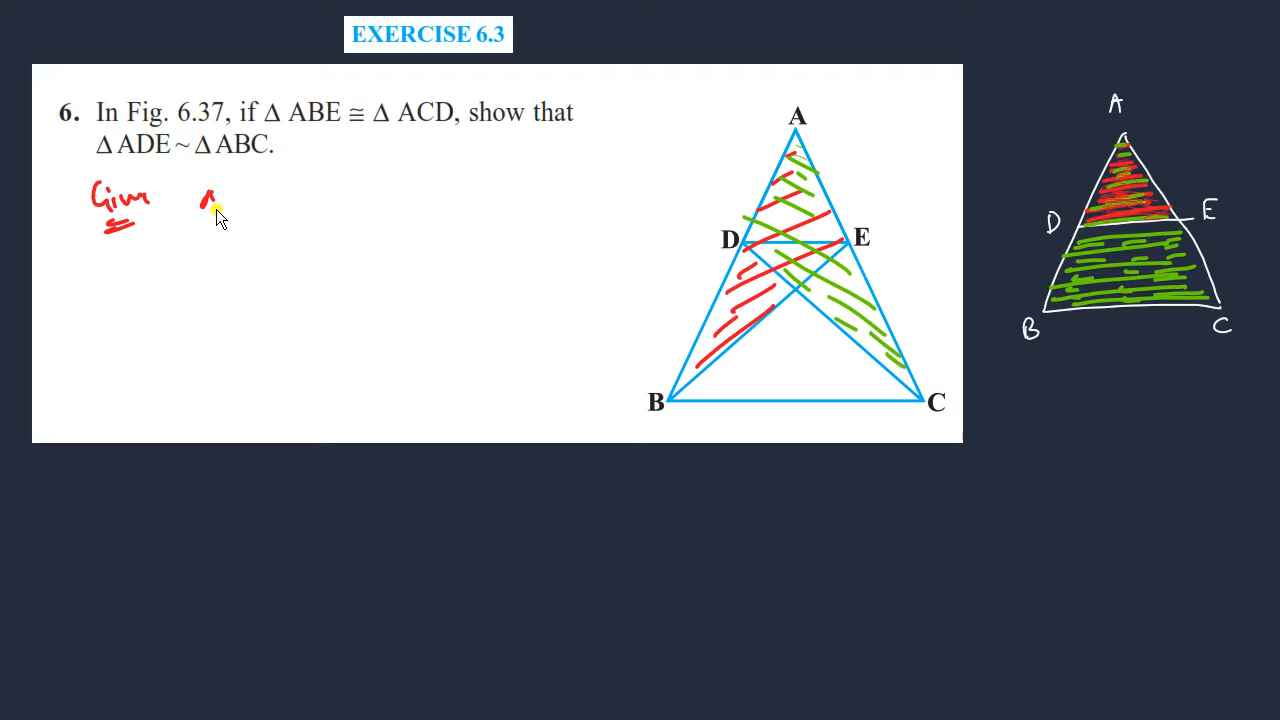 EXERCISE 6.3
6. In Fig. 6.37, if Δ ABE ≅ Δ ACD, show that
Δ ADE ~ Δ ABC.
Given
A
D E
B C
A
D E
B C